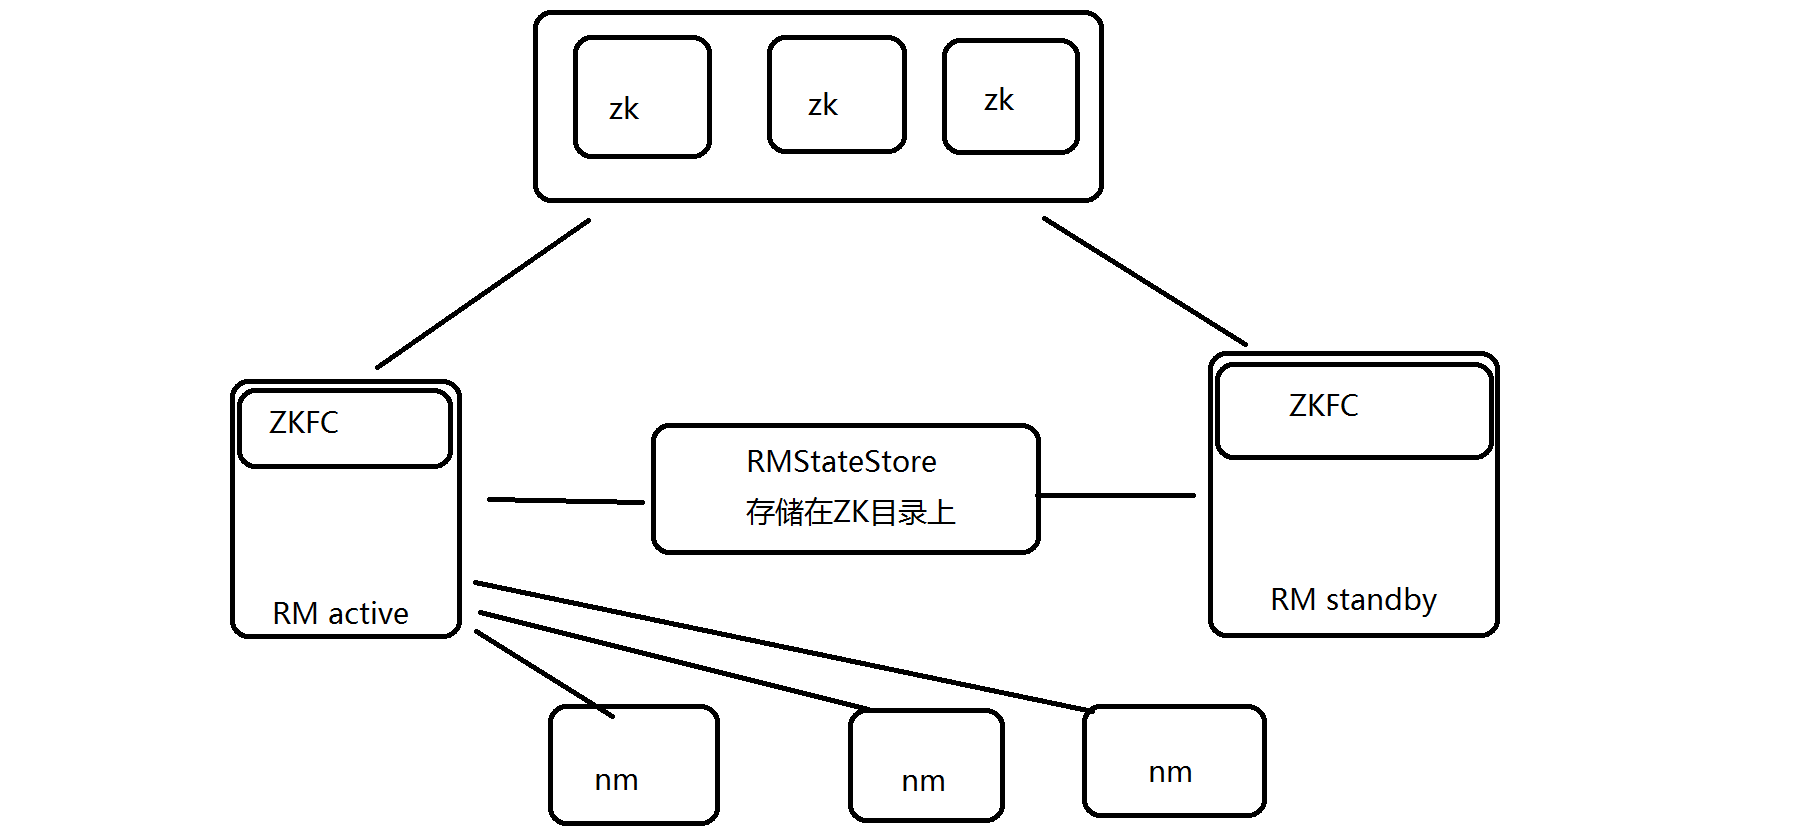 zk
zk
zk
ZKFC
ZKFC
RMStateStore
存储在ZK目录上
RM active
RM standby
nm
nm
nm